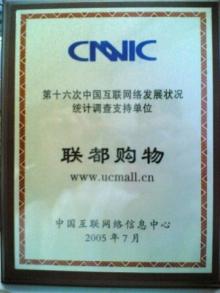 CNNIC
第十六次中国互联网络发展状况
统计调查支持单位
联都购物
www.ucmall.cn
中国互联网络信息中心
2005年7月